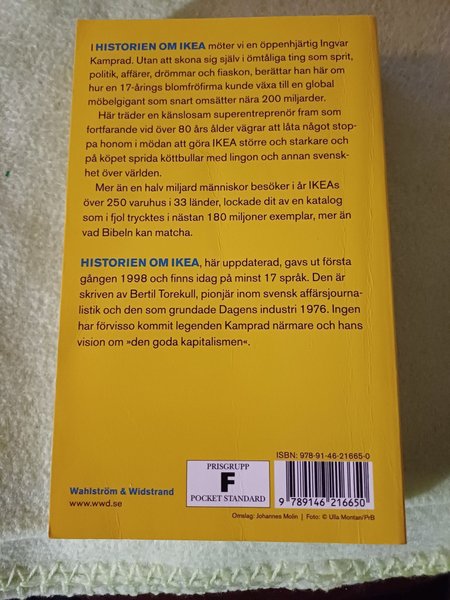 I HISTORIEN OM IKEA möter vi en öppenhjärtig Ingvar
Kamprad. Utan att skona sig själv i ömtåliga ting som sprit,
politik, affärer, drömmar och fiaskon, berättar han här om
hur en 17-årings blomfröfirma kunde växa till en global
möbelgigant som snart omsätter nära 200 miljarder.
Här träder en känslosam superentreprenör fram som
fortfarande vid över 80 års ålder vägrar att låta något stop-
pa honom i mödan att göra IKEA större och starkare och
på köpet sprida köttbullar med lingon och annan svensk-
het över världen.
Mer än en halv miljard människor besöker i år IKEAs
över 250 varuhus i 33 länder, lockade dit av en katalog
som i fjol trycktes i nästan 180 miljoner exemplar, mer än
vad Bibeln kan matcha.
HISTORIEN OM IKEA, här uppdaterad, gavs ut första
gången 1998 och finns idag på minst 17 språk. Den är
skriven av Bertil Torekull, pionjär inom svensk affärsjourna-
listik och den som grundade Dagens industri 1976. Ingen
har förvisso kommit legenden Kamprad närmare och hans
vision om »den goda kapitalismen«.
ISBN: 978-91-46-21665-0
PRISGRUPP
F
POCKET STANDARD
9 789146 216650
Wahlström & Widstrand
www.wwd.se
Omslag: Johannes Molin | Foto: © Ulla Montan/PrB